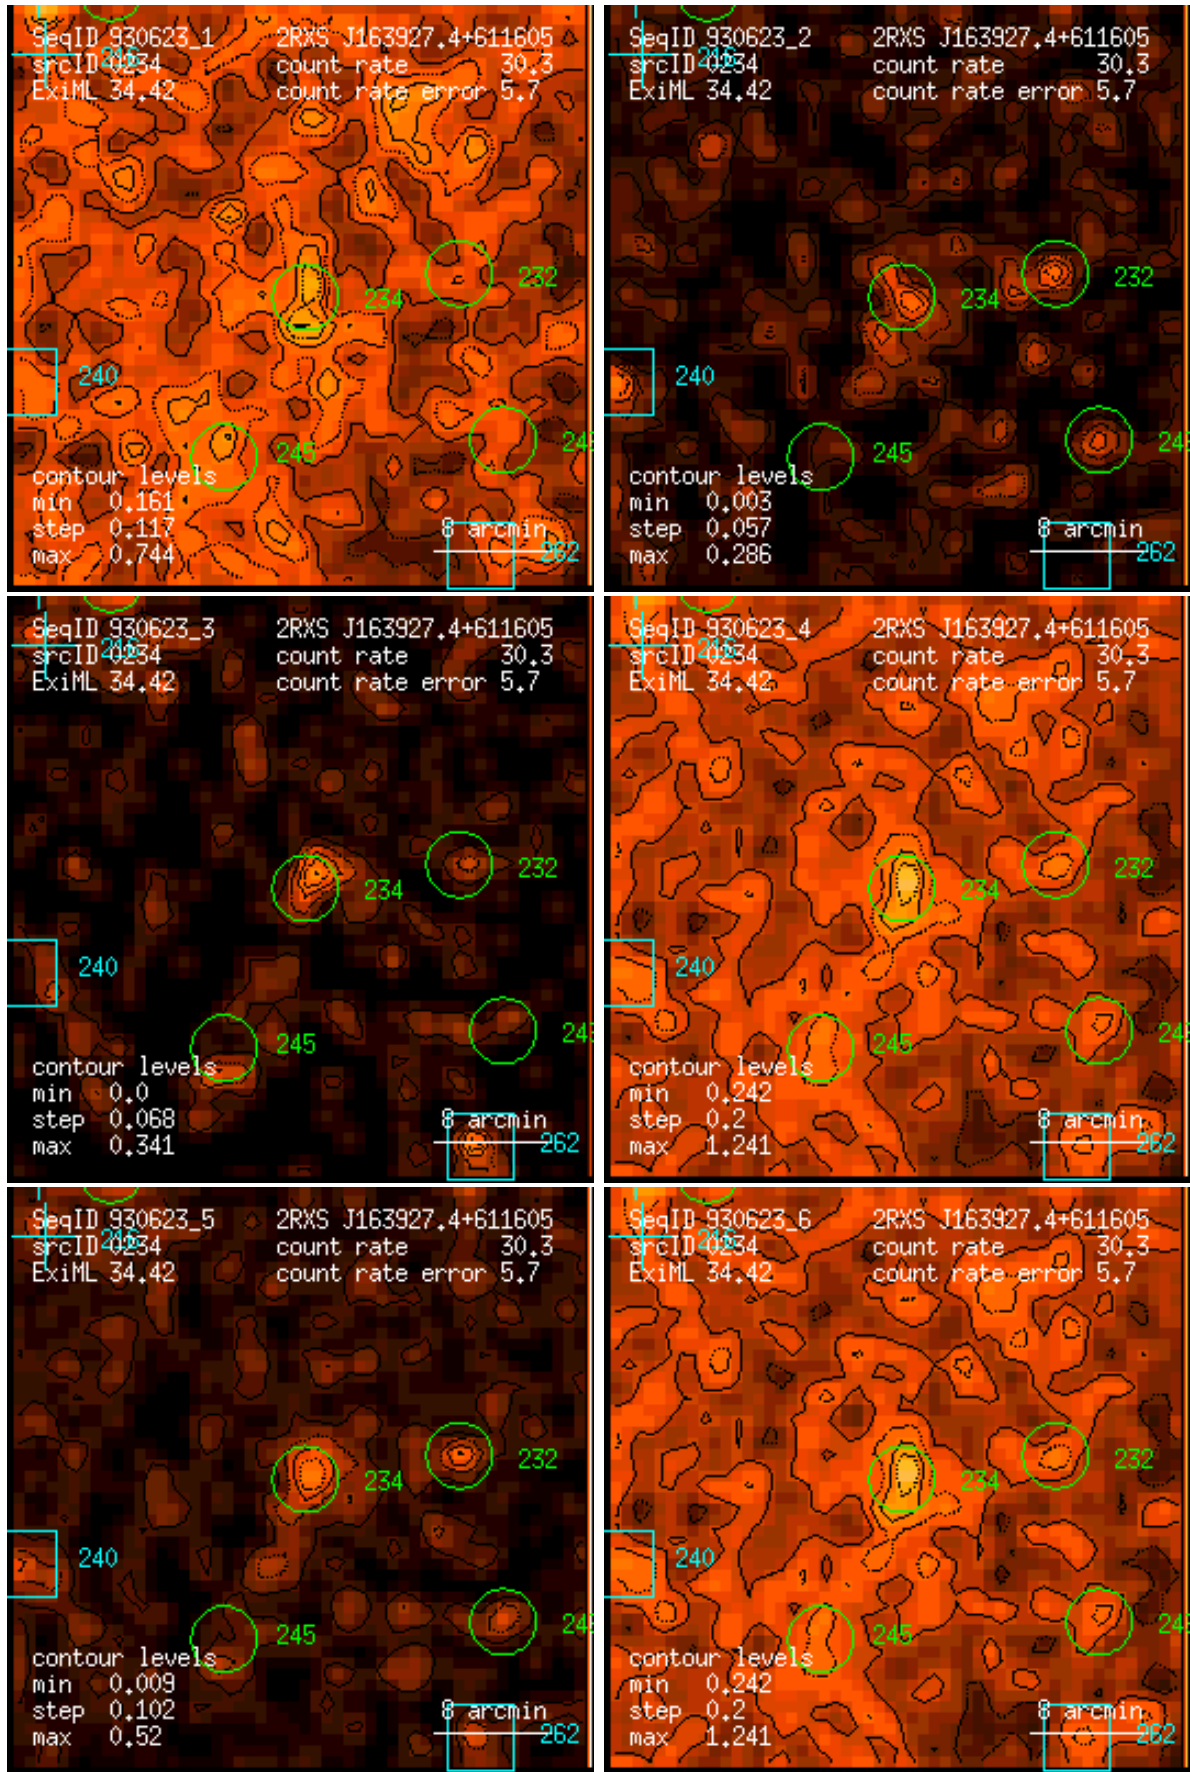 SeqID 930623_1 2RXS J163927.4+611605
216
srcID 0234 count rate 30.3
ExiML 34.42 count rate error 5.7
232
234
240
245
contour levels
min 0.161
step 0.117 8 arcmin
max 0.744 262
SeqID 930623_2 2RXS J163927.4+611605
216
srcID 0234 count rate 30.3
ExiML 34.42 count rate error 5.7
232
234
240
245
contour levels
min 0.003
step 0.057 8 arcmin
max 0.286 262
SeqID 930623_3 2RXS J163927.4+611605
216
srcID 0234 count rate 30.3
ExiML 34.42 count rate error 5.7
232
234
240
245
contour levels
min 0.0
step 0.068 8 arcmin
max 0.341 262
SeqID 930623_4 2RXS J163927.4+611605
216
srcID 0234 count rate 30.3
ExiML 34.42 count rate error 5.7
232
234
240
245
contour levels
min 0.242
step 0.2 8 arcmin
max 1.241 262
SeqID 930623_5 2RXS J163927.4+611605
216
srcID 0234 count rate 30.3
ExiML 34.42 count rate error 5.7
232
234
240
245
contour levels
min 0.009
step 0.102 8 arcmin
max 0.52 262
SeqID 930623_6 2RXS J163927.4+611605
216
srcID 0234 count rate 30.3
ExiML 34.42 count rate error 5.7
232
234
240
245
contour levels
min 0.242
step 0.2 8 arcmin
max 1.241 262